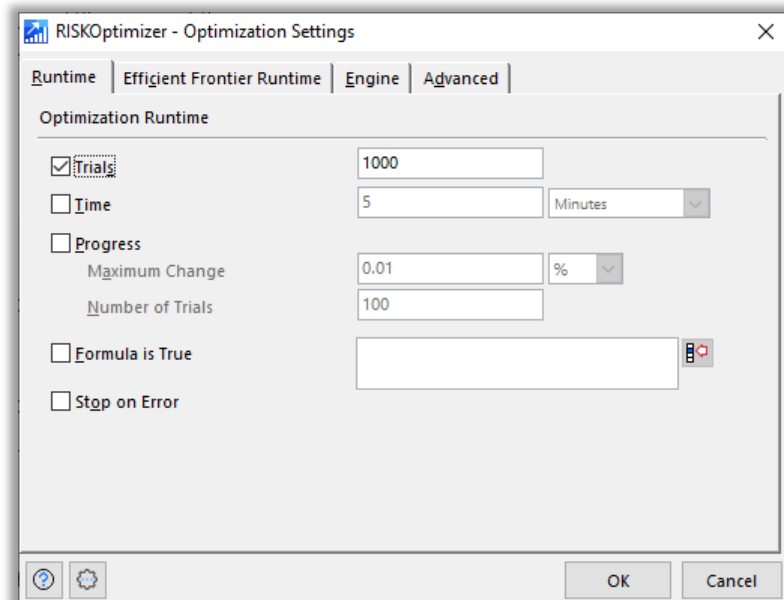 RISKOptimizer - Optimization Settings
Runtime Efficient Frontier Runtime Engine Advanced
Optimization Runtime
Trials 1000
Time 5 Minutes
Progress
Maximum Change 0.01 %
Number of Trials 100
Formula is True
Stop on Error
OK Cancel